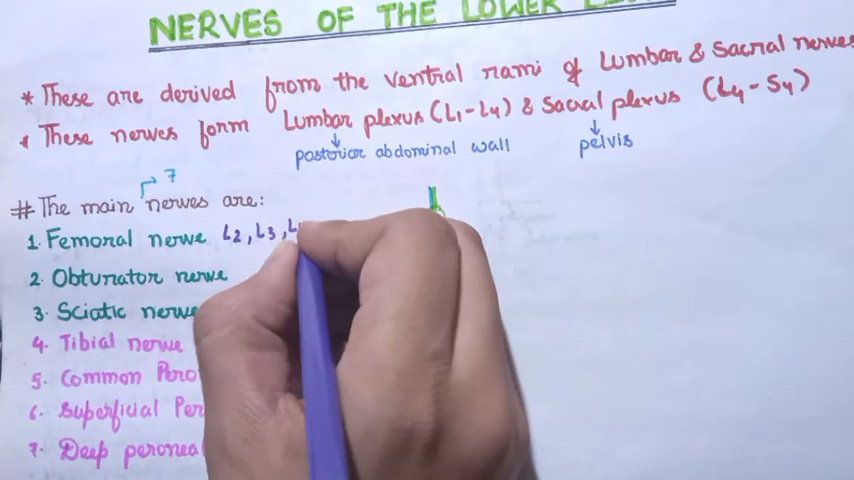 NERVES OF THE LOWER
* These are derived from the ventral rami of Lumbar & Sacral nerves
* These nerves form Lumbar plexus (L1-L4) & Sacral plexus (L4-S4)
posterior abdominal wall
pelvis
7
# The main nerves are:
1. Femoral nerve L2, L3, L
2. Obturator nerve
3. Sciatic nerve
4. Tibial nerve
5. Common Pero
6. Superficial Per
7. Deep peronea